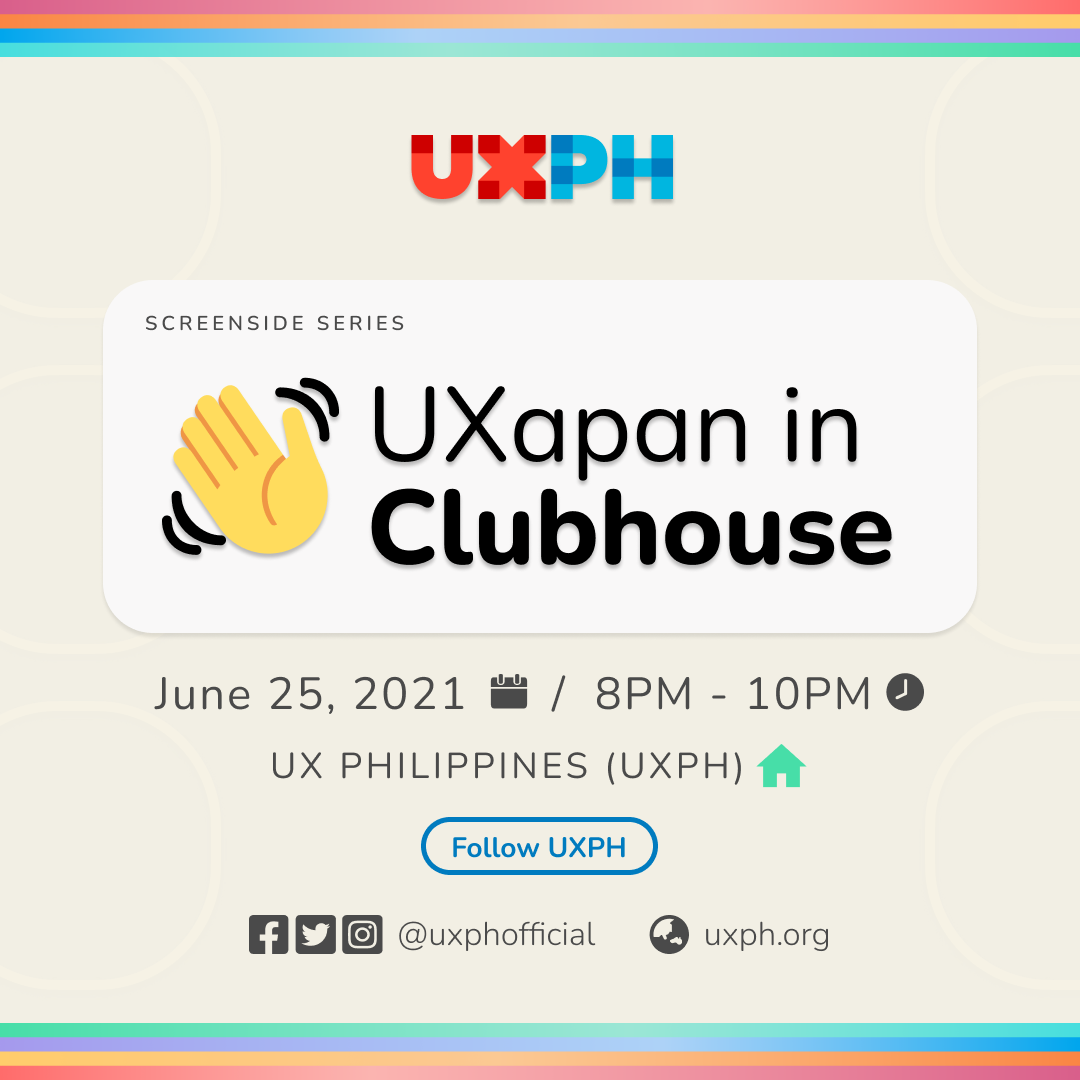 UXPH
SCREENSIDE SERIES
UXapan in
Clubhouse
June 25, 2021 / 8PM - 10PM
UX PHILIPPINES (UXPH)
Follow UXPH
@uxphofficial uxph.org